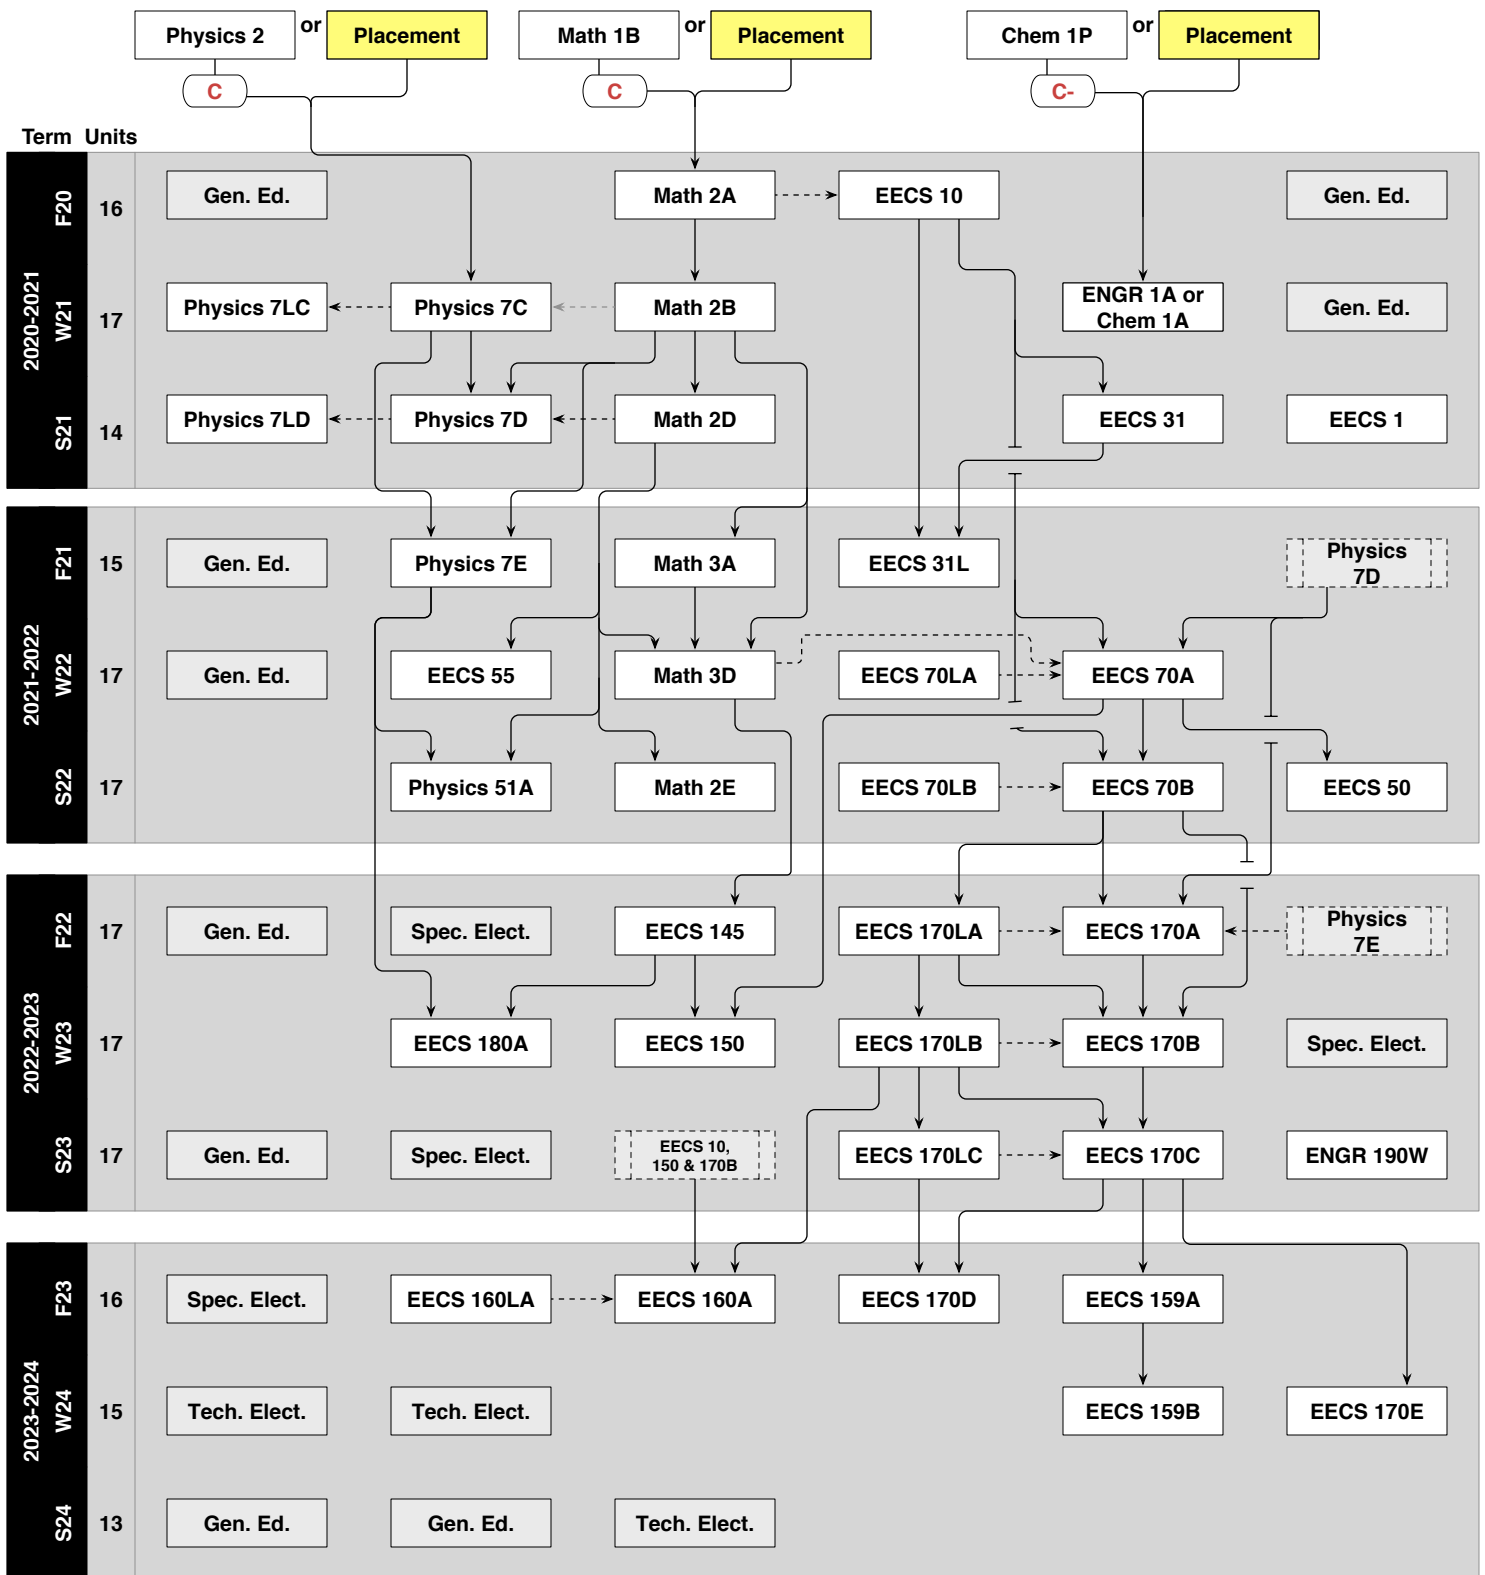 Physics 2 or Placement Math 1B or Placement Chem 1P or Placement
C C C-
Term Units
2020-2021
F20 16 Gen. Ed. Math 2A EECS 10 Gen. Ed.
W21 17 Physics 7LC Physics 7C Math 2B ENGR 1A or
Chem 1A Gen. Ed.
S21 14 Physics 7LD Physics 7D Math 2D EECS 31 EECS 1
2021-2022
F21 15 Gen. Ed. Physics 7E Math 3A EECS 31L Physics
7D
W22 17 Gen. Ed. EECS 55 Math 3D EECS 70LA EECS 70A
S22 17 Physics 51A Math 2E EECS 70LB EECS 70B EECS 50
2022-2023
F22 17 Gen. Ed. Spec. Elect. EECS 145 EECS 170LA EECS 170A Physics
7E
W23 17 EECS 180A EECS 150 EECS 170LB EECS 170B Spec. Elect.
S23 17 Gen. Ed. Spec. Elect. EECS 10,
150 & 170B EECS 170LC EECS 170C ENGR 190W
2023-2024
F23 16 Spec. Elect. EECS 160LA EECS 160A EECS 170D EECS 159A
W24 15 Tech. Elect. Tech. Elect. EECS 159B EECS 170E
S24 13 Gen. Ed. Gen. Ed. Tech. Elect.